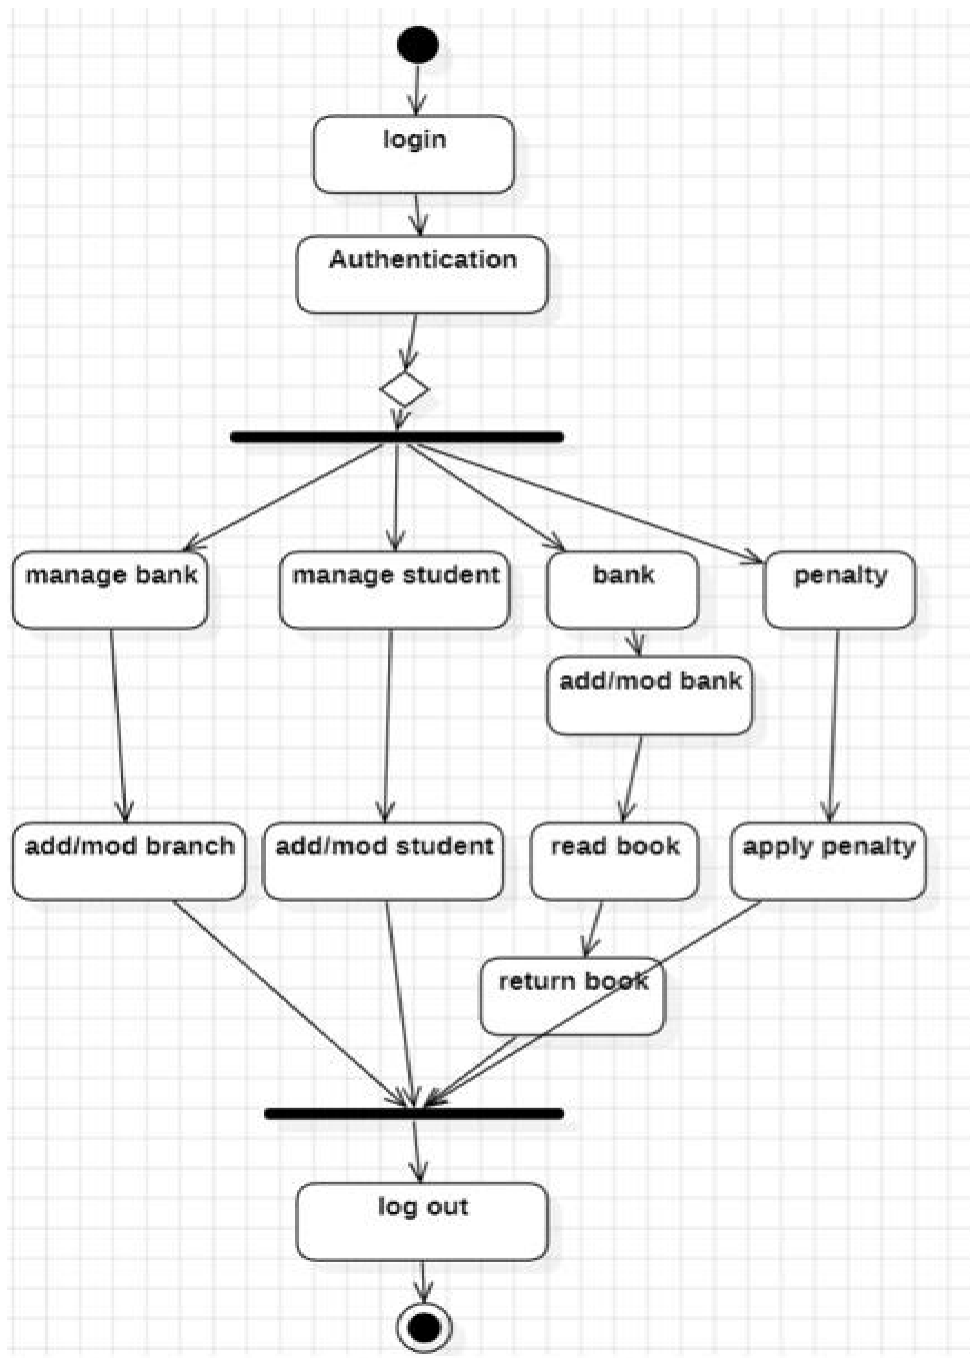 login
Authentication
manage bank
manage student
bank
penalty
add/mod bank
add/mod branch
add/mod student
read book
apply penalty
return book
log out